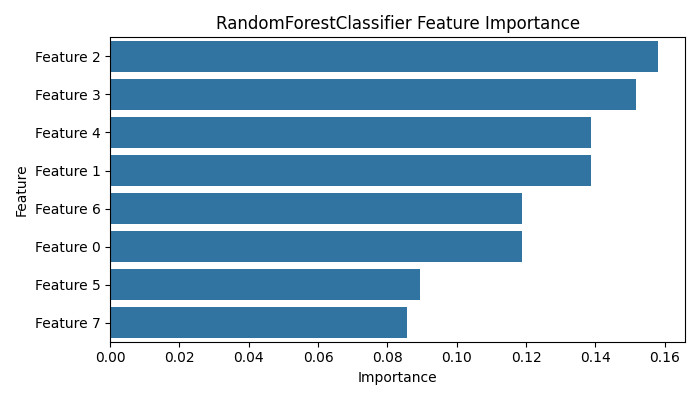 RandomForestClassifier Feature Importance
Feature
Feature 2
Feature 3
Feature 4
Feature 1
Feature 6
Feature 0
Feature 5
Feature 7
0.00 0.02 0.04 0.06 0.08 0.10 0.12 0.14 0.16
Importance